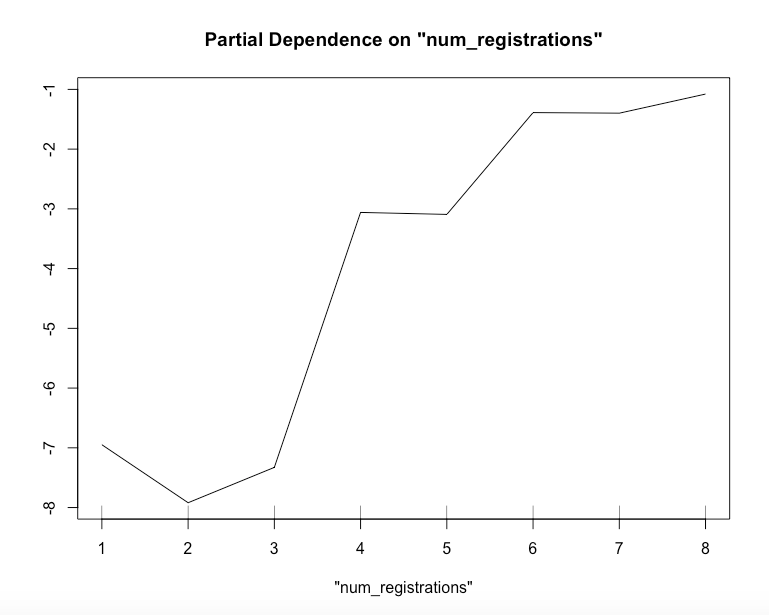 Partial Dependence on "num_registrations"
-1
-2
-3
-4
-5
-6
-7
-8
1 2 3 4 5 6 7 8
"num_registrations"